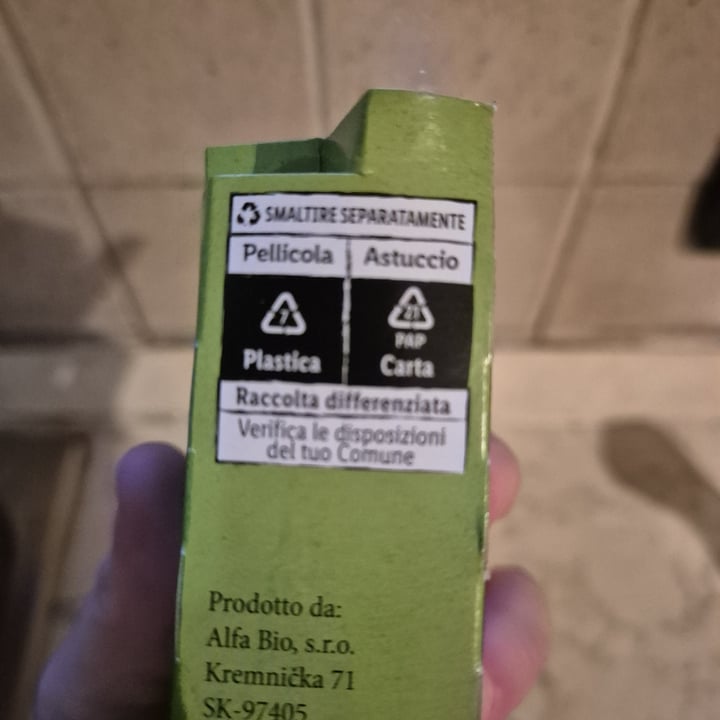 SMALTIRE SEPARATAMENTE
Pellicola Astuccio
7 21
PAP
Plastica Carta
Raccolta differenziata
Verifica le disposizioni
del tuo Comune
Prodotto da:
Alfa Bio, s.r.o.
Kremnička 71
SK-97405